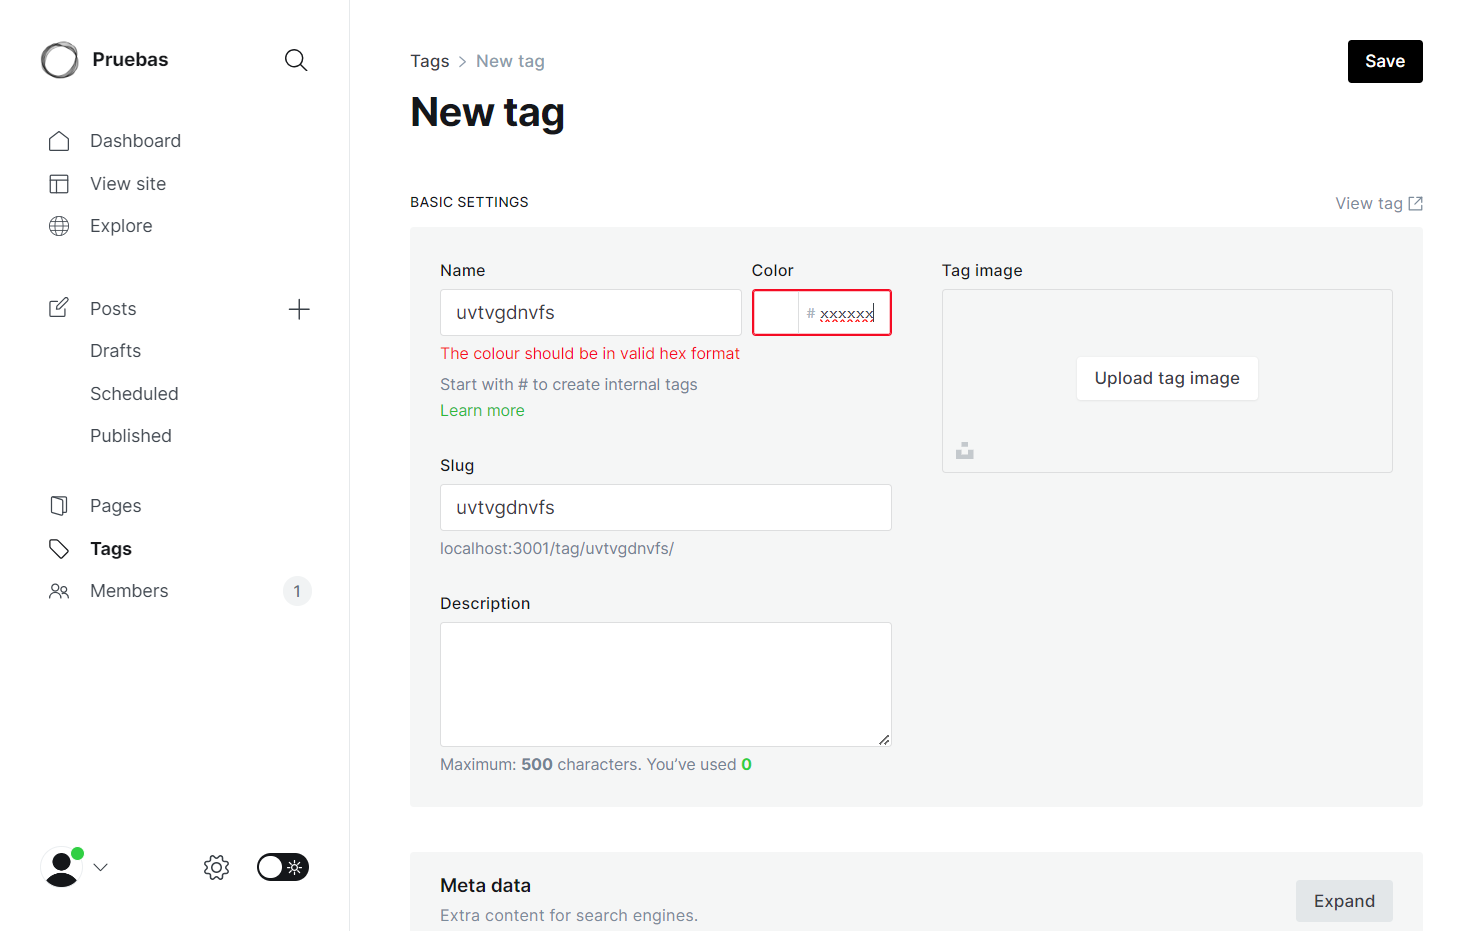 Pruebas
Dashboard
View site
Explore
Posts
Drafts
Scheduled
Published
Pages
Tags
Members 1
Tags > New tag
Save
New tag
BASIC SETTINGS
View tag
Name
uvtvgdnvfs
Color
# xxxxxx
The colour should be in valid hex format
Start with # to create internal tags
Learn more
Slug
uvtvgdnvfs
localhost:3001/tag/uvtvgdnvfs/
Description
Maximum: 500 characters. You’ve used 0
Tag image
Upload tag image
Meta data
Extra content for search engines.
Expand